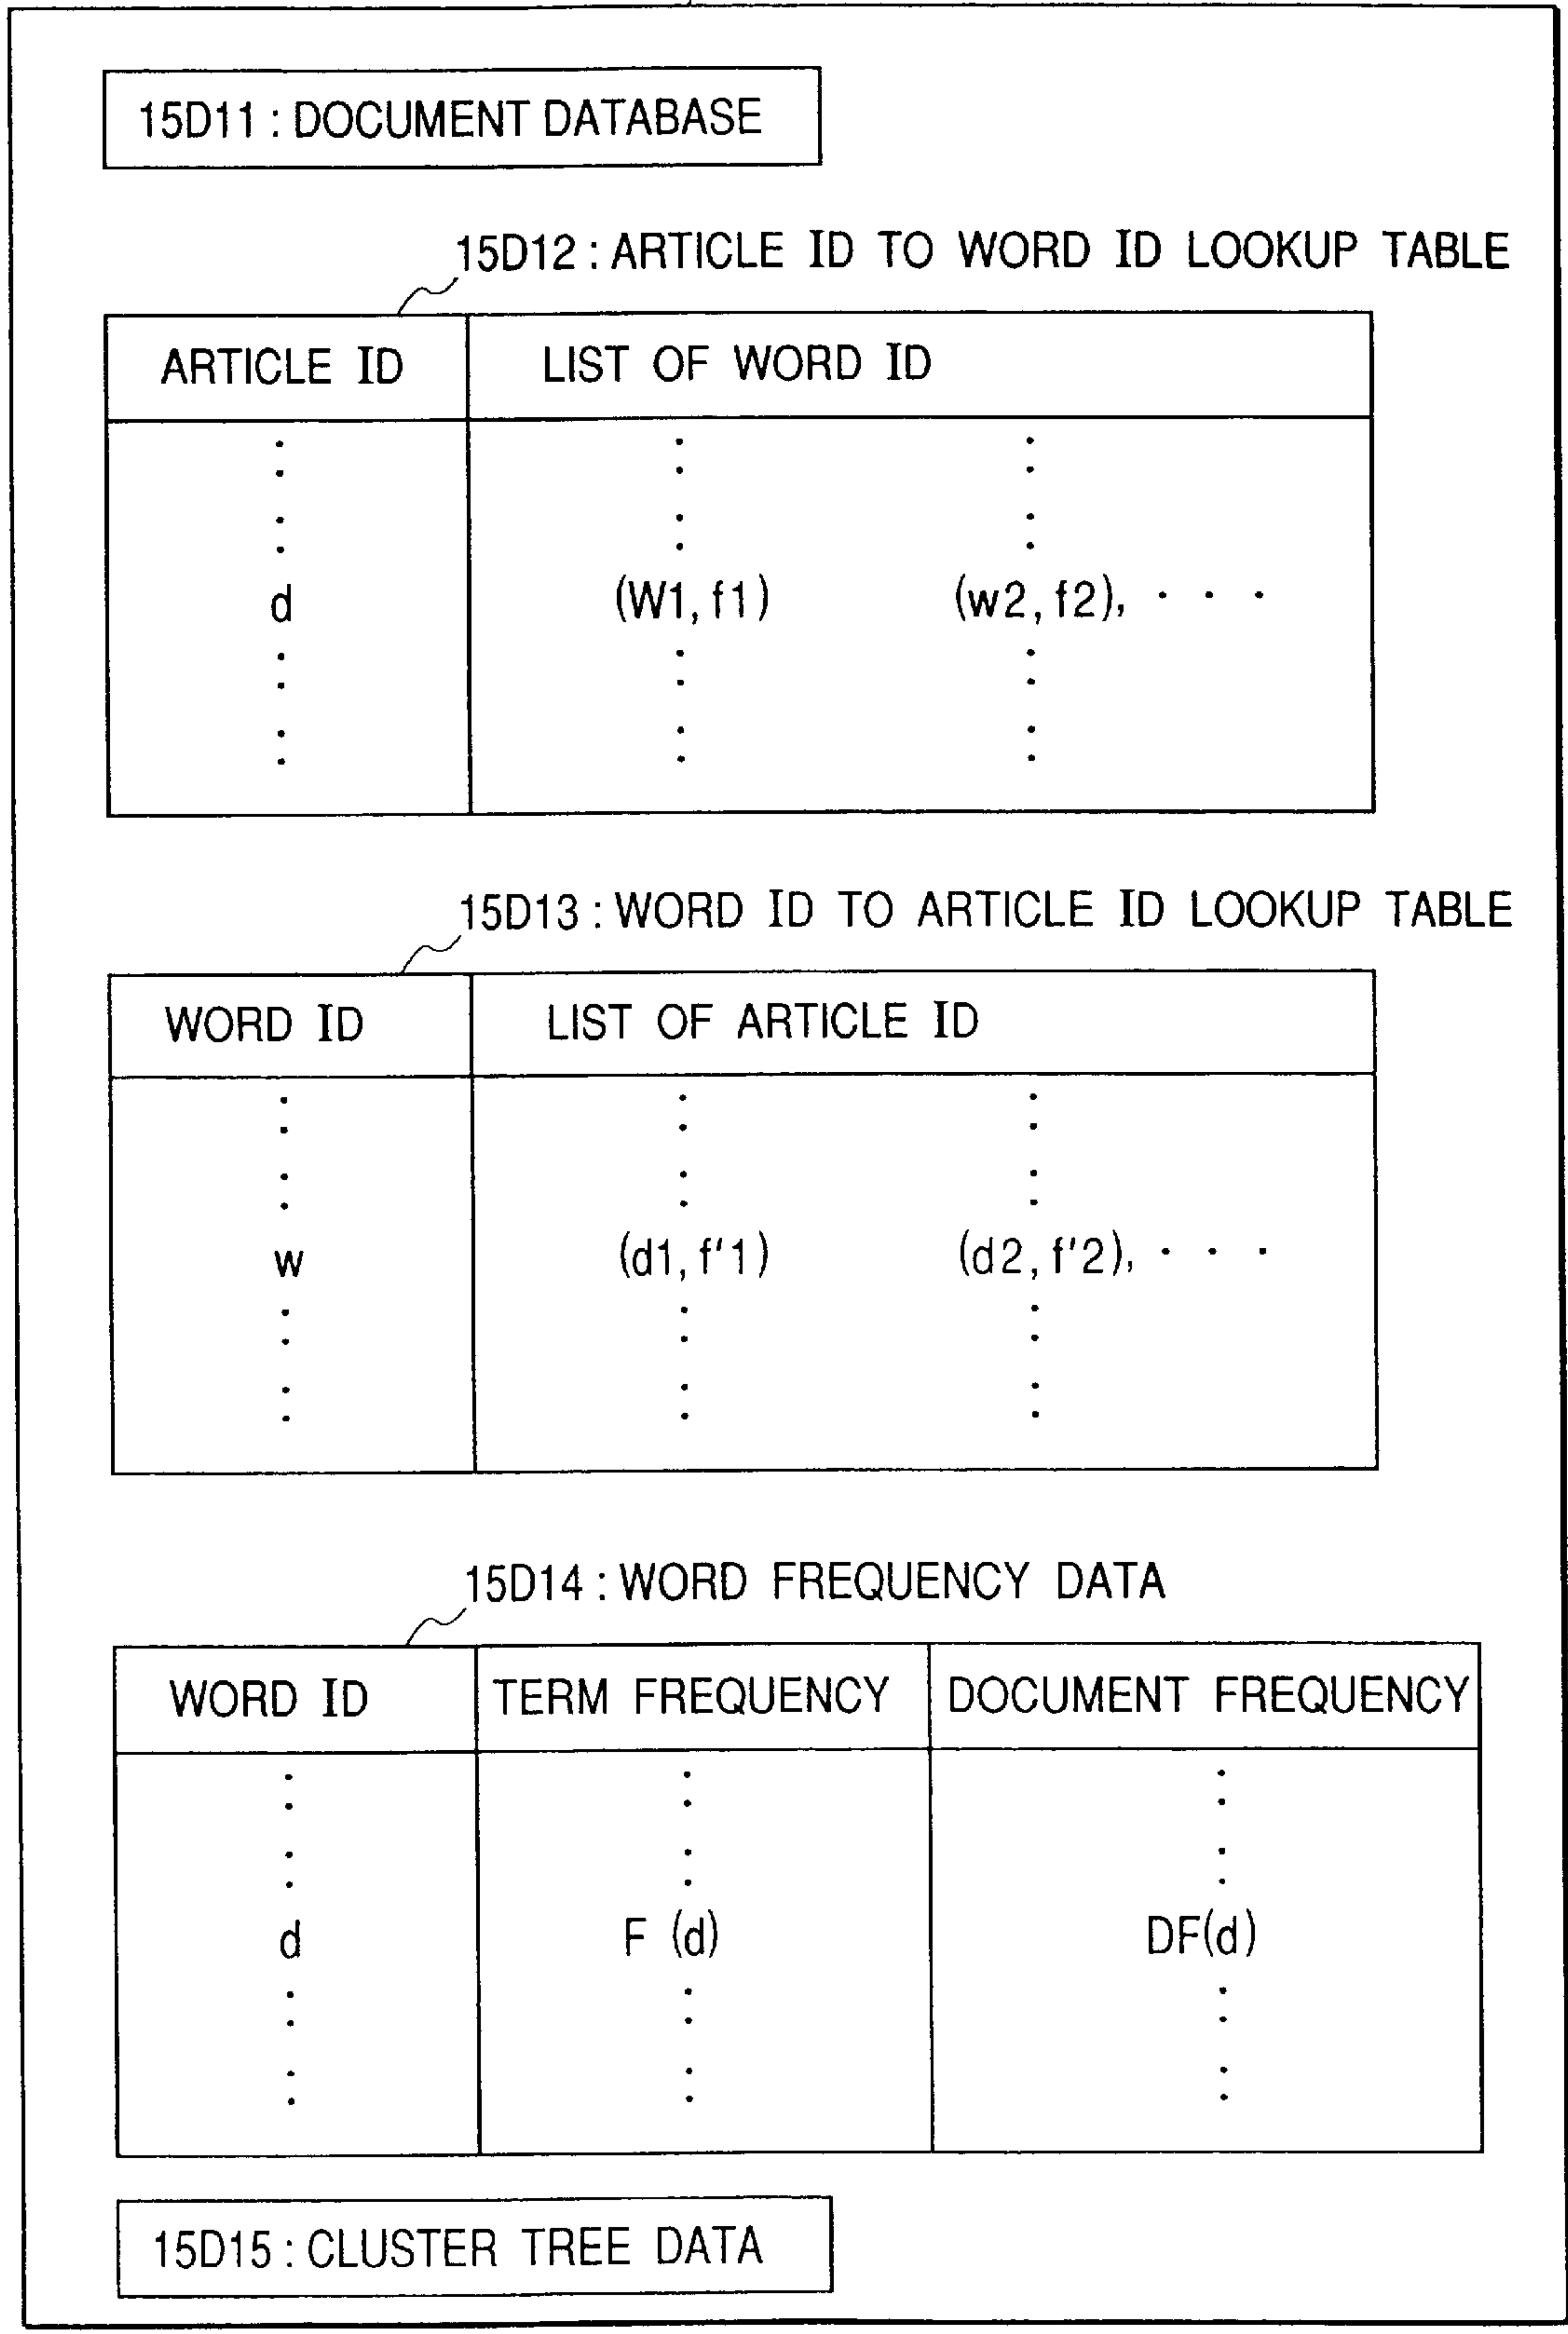 15D11 : DOCUMENT DATABASE
15D12 : ARTICLE ID TO WORD ID LOOKUP TABLE
ARTICLE ID LIST OF WORD ID
d (W1, f1) (w2, f2), · · ·
15D13 : WORD ID TO ARTICLE ID LOOKUP TABLE
WORD ID LIST OF ARTICLE ID
w (d1, f'1) (d2, f'2), · · ·
15D14 : WORD FREQUENCY DATA
WORD ID TERM FREQUENCY DOCUMENT FREQUENCY
d F (d) DF(d)
15D15 : CLUSTER TREE DATA